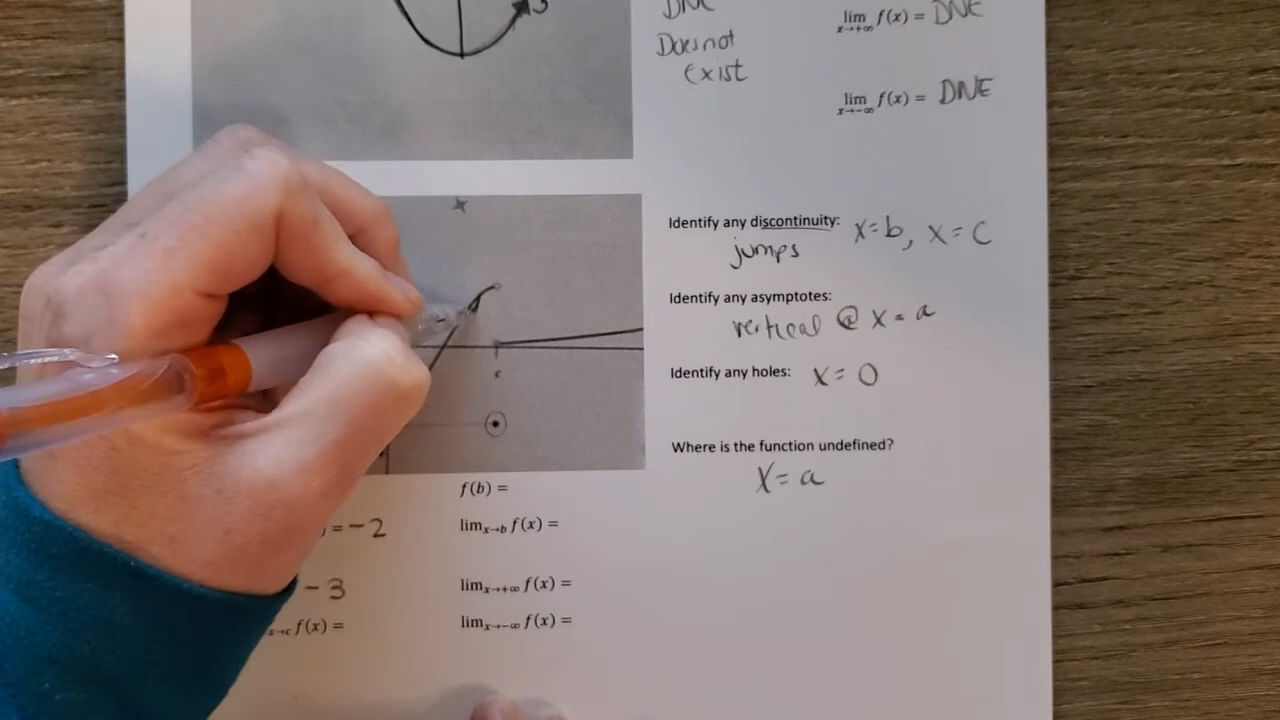 DNE
Does not
Exist
lim x→+∞ f(x) = DNE
lim x→-∞ f(x) = DNE
Identify any discontinuity: x=b, x=c
jumps
Identify any asymptotes:
vertical @ x=a
Identify any holes: x=0
Where is the function undefined?
x=a
c
f(b) =
=-2
lim x→b f(x) =
-3
lim x→+∞ f(x) =
x→c f(x) =
lim x→-∞ f(x) =